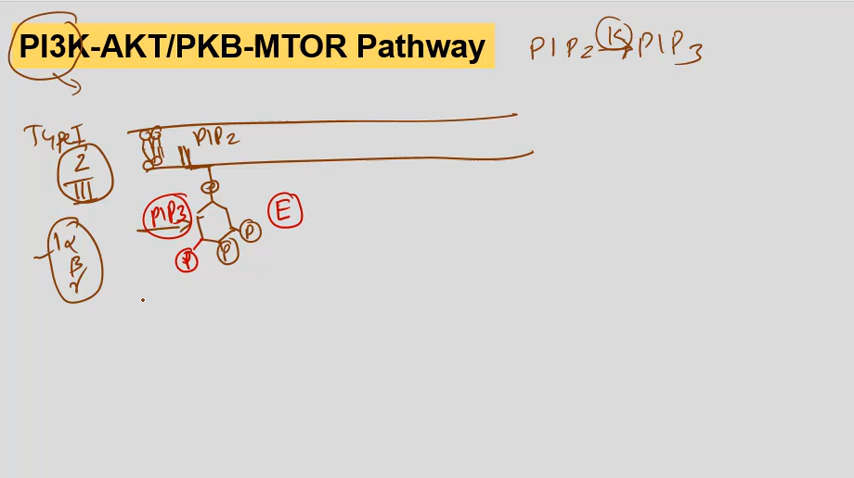 PI3K-AKT/PKB-MTOR Pathway
PIP2 K PIP3
Type I
2
III
PIP2
PIP3
E
P
P
P
1α
β
γ